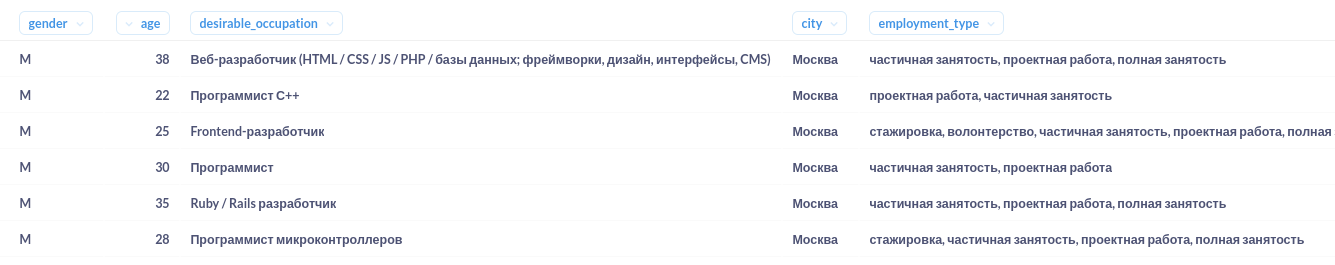 gender age desirable_occupation city employment_type
M 38 Веб-разработчик (HTML / CSS / JS / PHP / базы данных; фреймворки, дизайн, интерфейсы, CMS) Москва частичная занятость, проектная работа, полная занятость
M 22 Программист C++ Москва проектная работа, частичная занятость
M 25 Frontend-разработчик Москва стажировка, волонтерство, частичная занятость, проектная работа, полная
M 30 Программист Москва частичная занятость, проектная работа
M 35 Ruby / Rails разработчик Москва частичная занятость, проектная работа, полная занятость
M 28 Программист микроконтроллеров Москва стажировка, частичная занятость, проектная работа, полная занятость